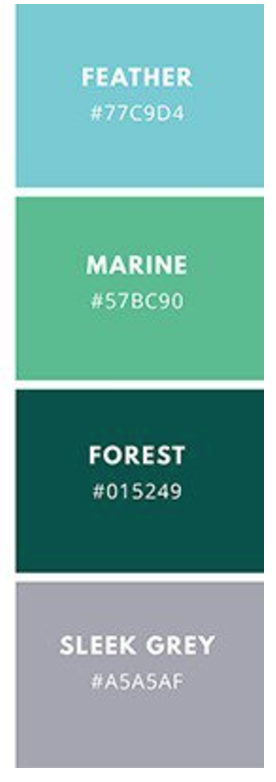 FEATHER
#77C9D4
MARINE
#57BC90
FOREST
#015249
SLEEK GREY
#A5A5AF